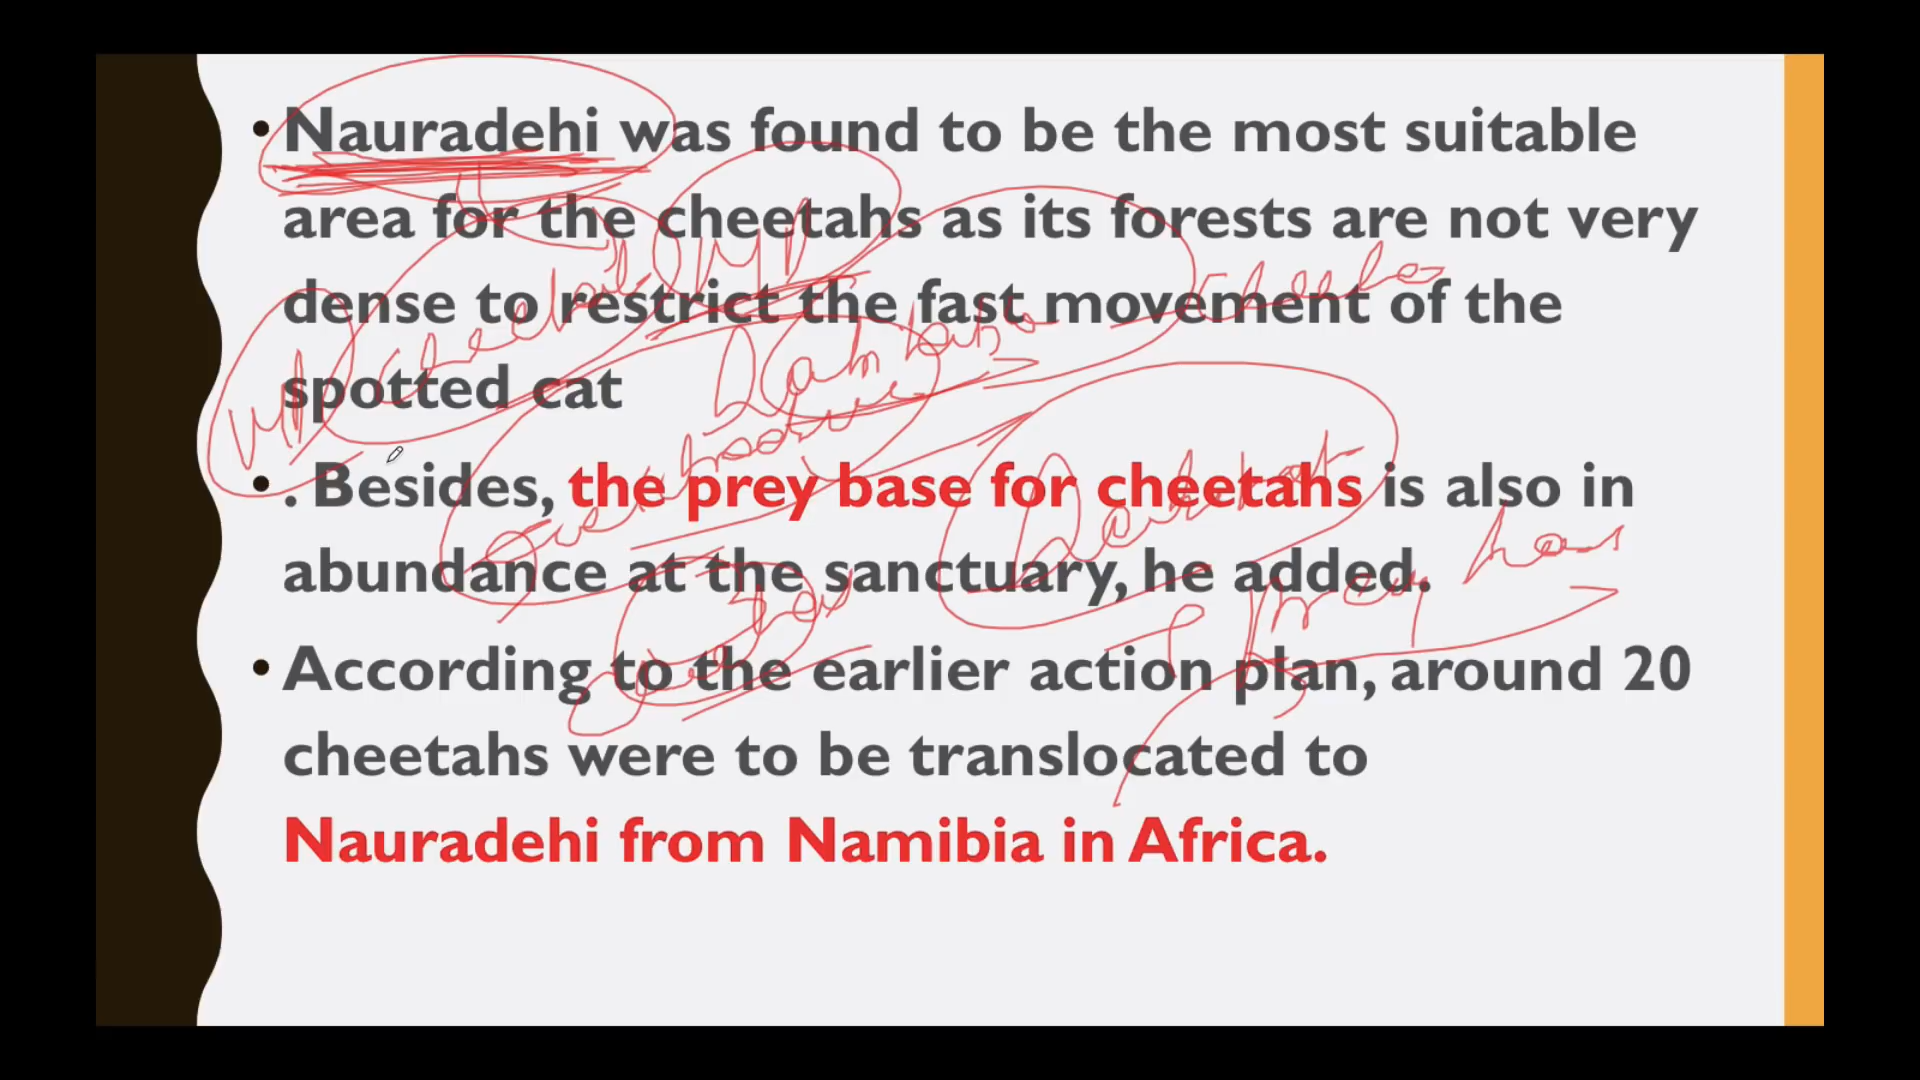 • Nauradehi was found to be the most suitable
area for the cheetahs as its forests are not very
dense to restrict the fast movement of the
spotted cat
• . Besides, the prey base for cheetahs is also in
abundance at the sanctuary, he added.
• According to the earlier action plan, around 20
cheetahs were to be translocated to
Nauradehi from Namibia in Africa.
MP
MP